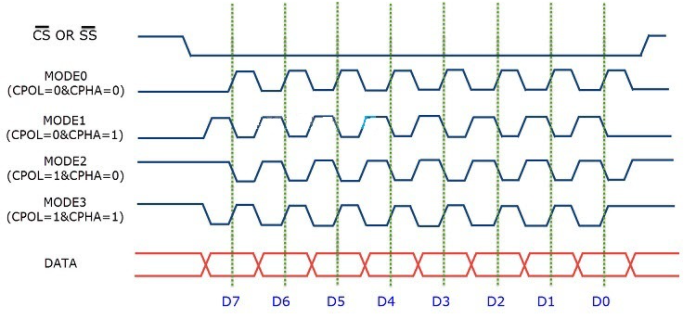 CS OR SS
MODE0
(CPOL=0&CPHA=0)
MODE1
(CPOL=0&CPHA=1)
MODE2
(CPOL=1&CPHA=0)
MODE3
(CPOL=1&CPHA=1)
DATA
D7 D6 D5 D4 D3 D2 D1 D0